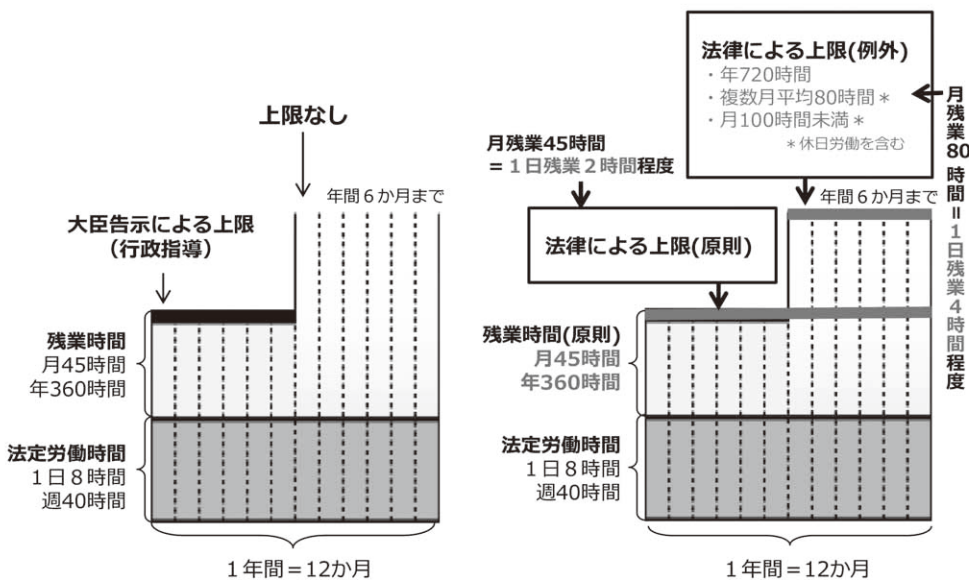 上限なし
年間６か月まで
大臣告示による上限
（行政指導）
残業時間
月45時間
年360時間
法定労働時間
１日８時間
週40時間
１年間＝12か月
法律による上限(例外)
・年720時間
・複数月平均80時間＊
・月100時間未満＊
＊休日労働を含む
月残業80時間＝１日残業４時間程度
月残業45時間
＝１日残業２時間程度
年間６か月まで
法律による上限(原則)
残業時間(原則)
月45時間
年360時間
法定労働時間
１日８時間
週40時間
１年間＝12か月